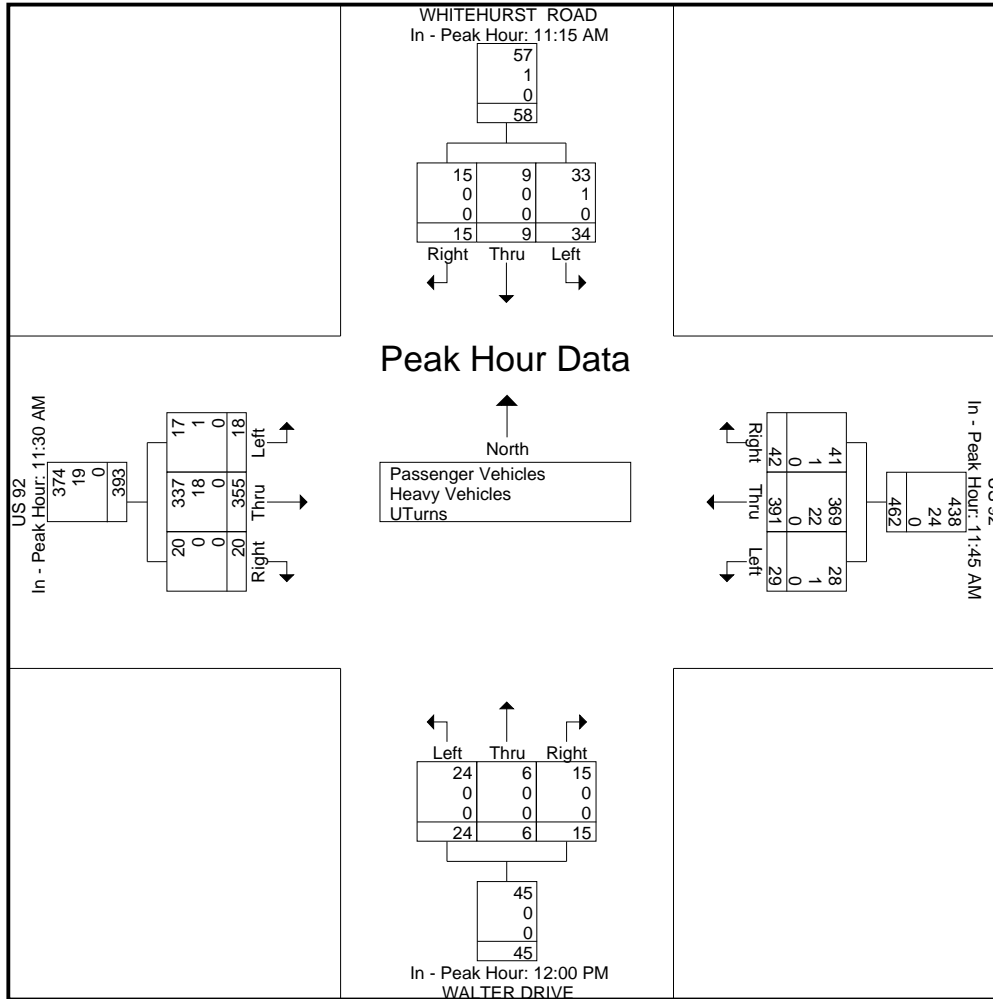 WHITEHURST ROAD
In - Peak Hour: 11:15 AM
57
1
0
58
15 9 33
0 0 1
0 0 0
15 9 34
Right Thru Left
Peak Hour Data
North
Passenger Vehicles
Heavy Vehicles
UTurns
US 92
In - Peak Hour: 11:30 AM
374
19
0
393
17 1 0 18 Left
337 18 0 355 Thru
20 0 0 20 Right
Right 42 0 1 41
Thru 391 0 22 369
Left 29 0 1 28
438
24
0
462
US 92
In - Peak Hour: 11:45 AM
Left Thru Right
24 6 15
0 0 0
0 0 0
24 6 15
45
0
0
45
In - Peak Hour: 12:00 PM
WALTER DRIVE